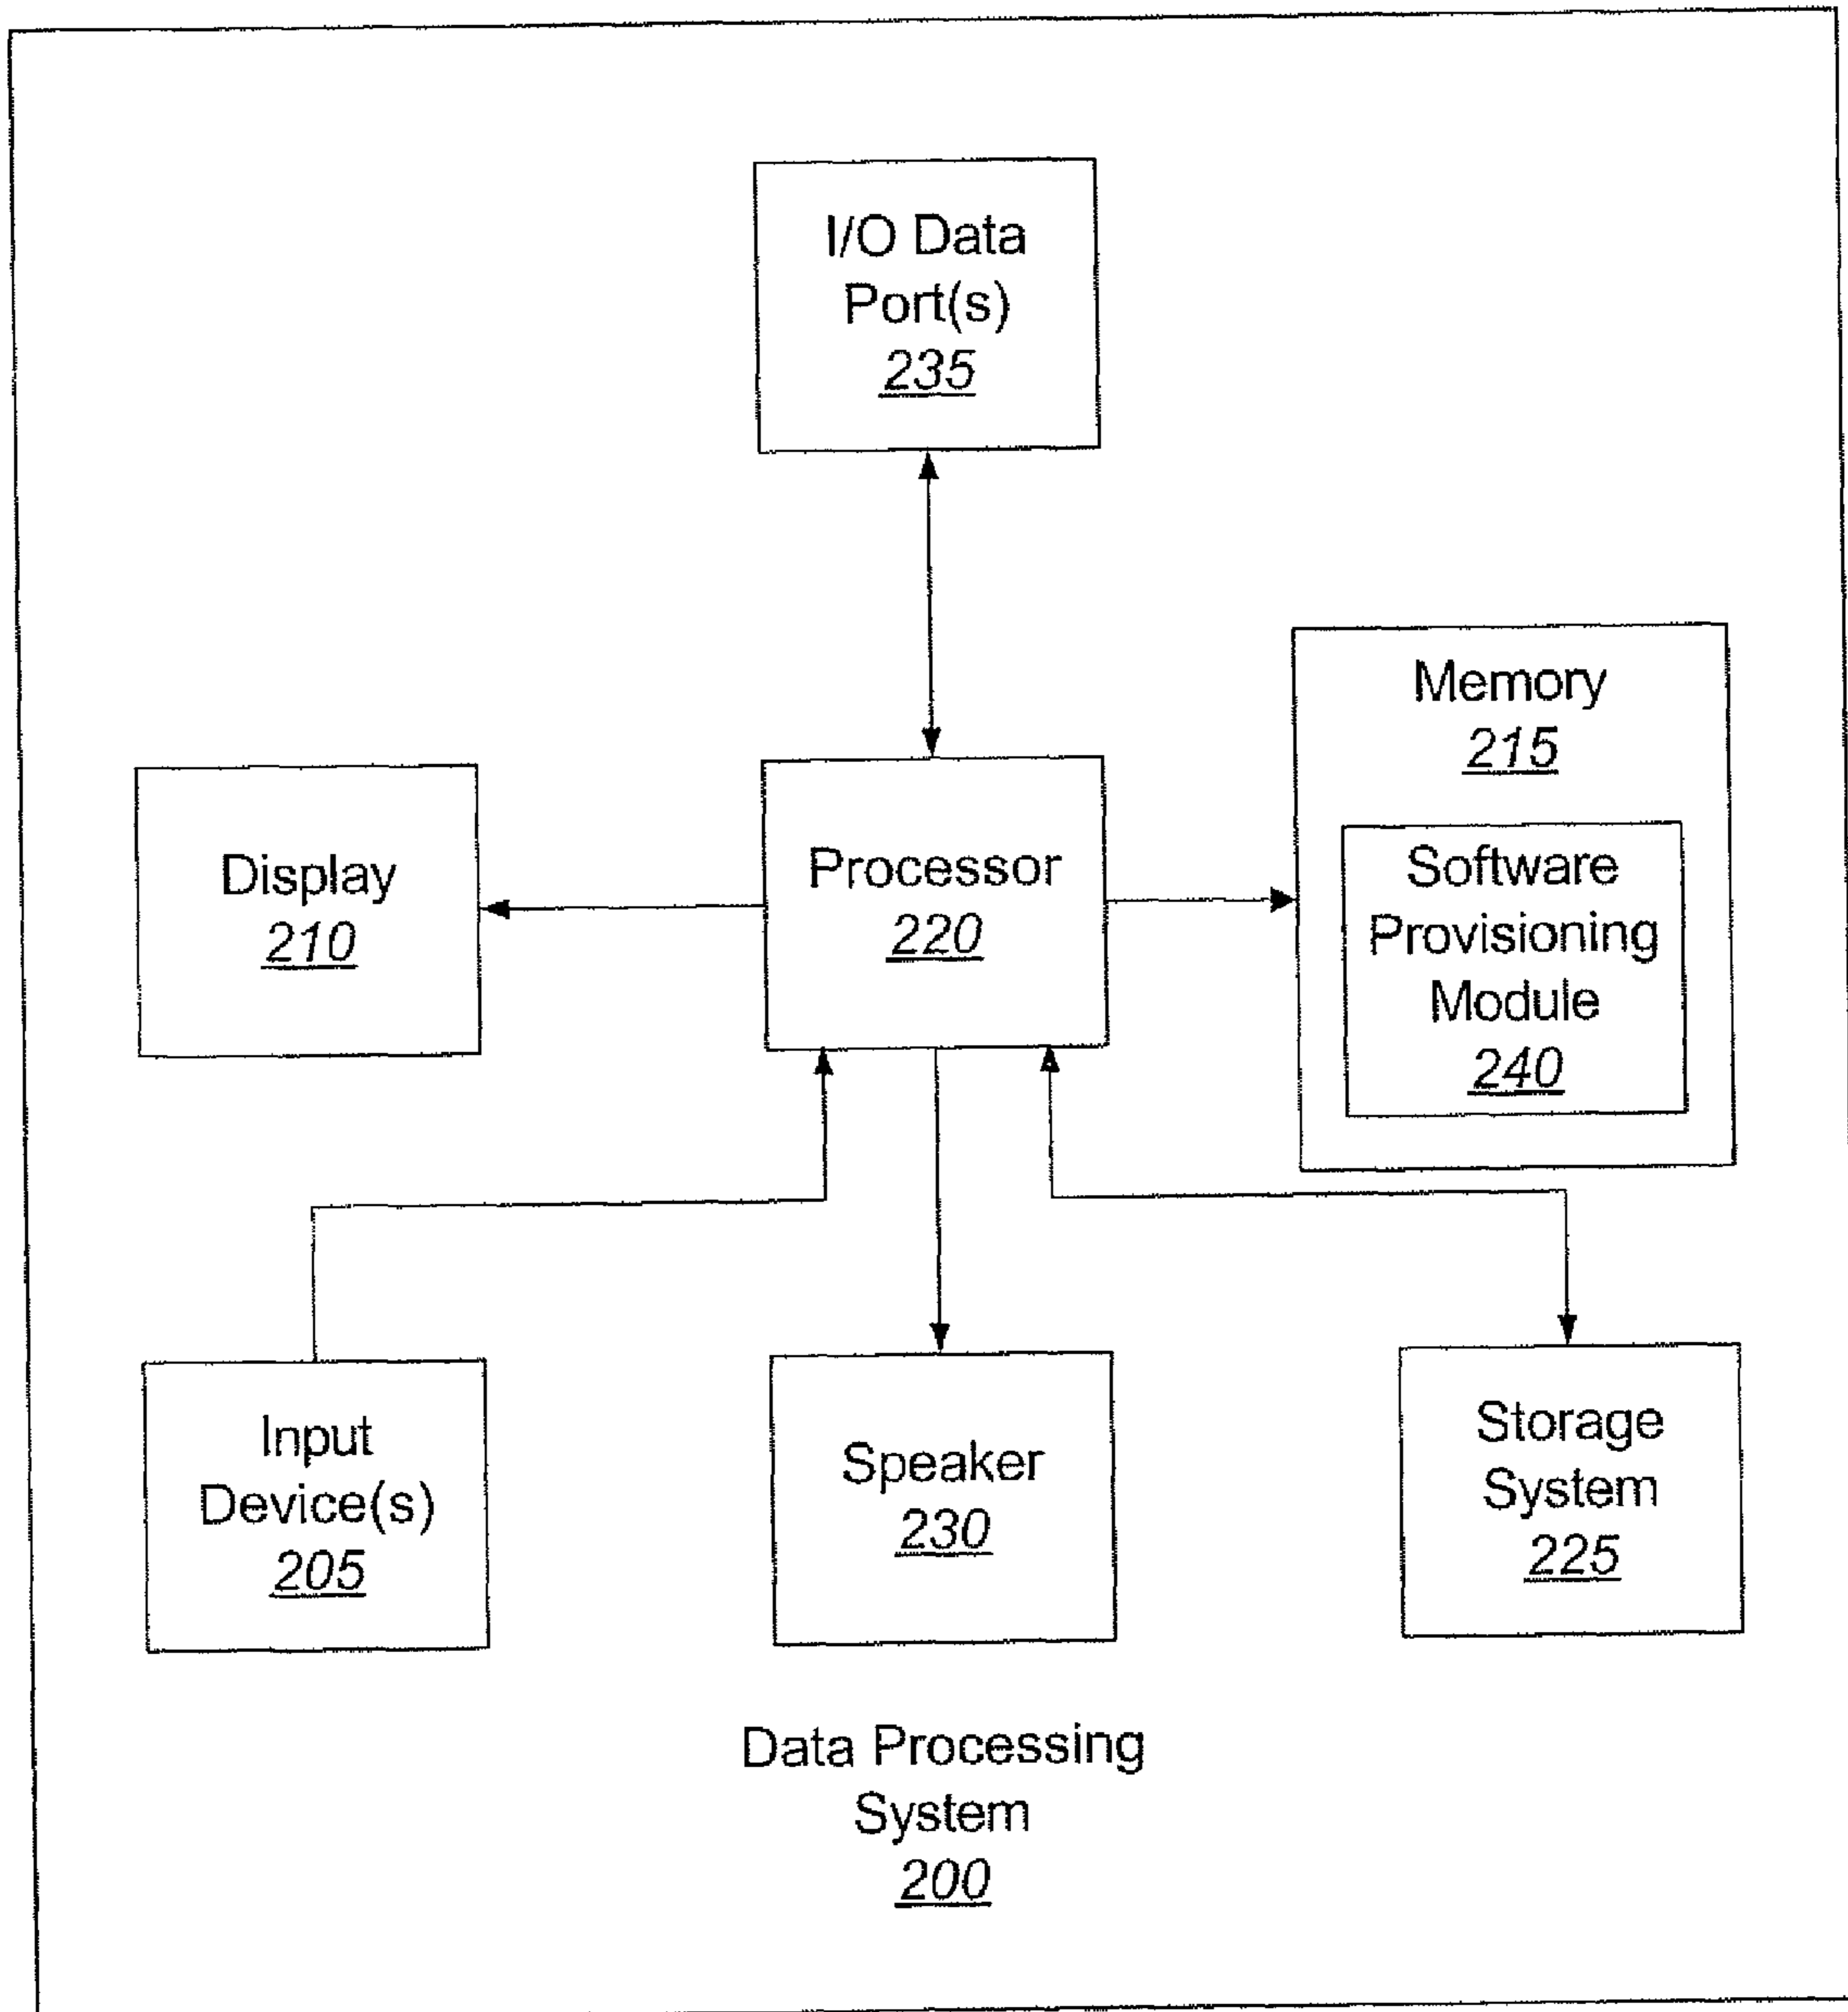 I/O Data
Port(s)
235
Memory
215
Software
Provisioning
Module
240
Display
210
Processor
220
Input
Device(s)
205
Speaker
230
Storage
System
225
Data Processing
System
200